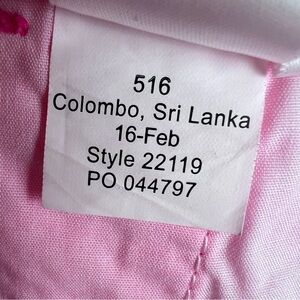 516
Colombo, Sri Lanka
16-Feb
Style 22119
PO 044797